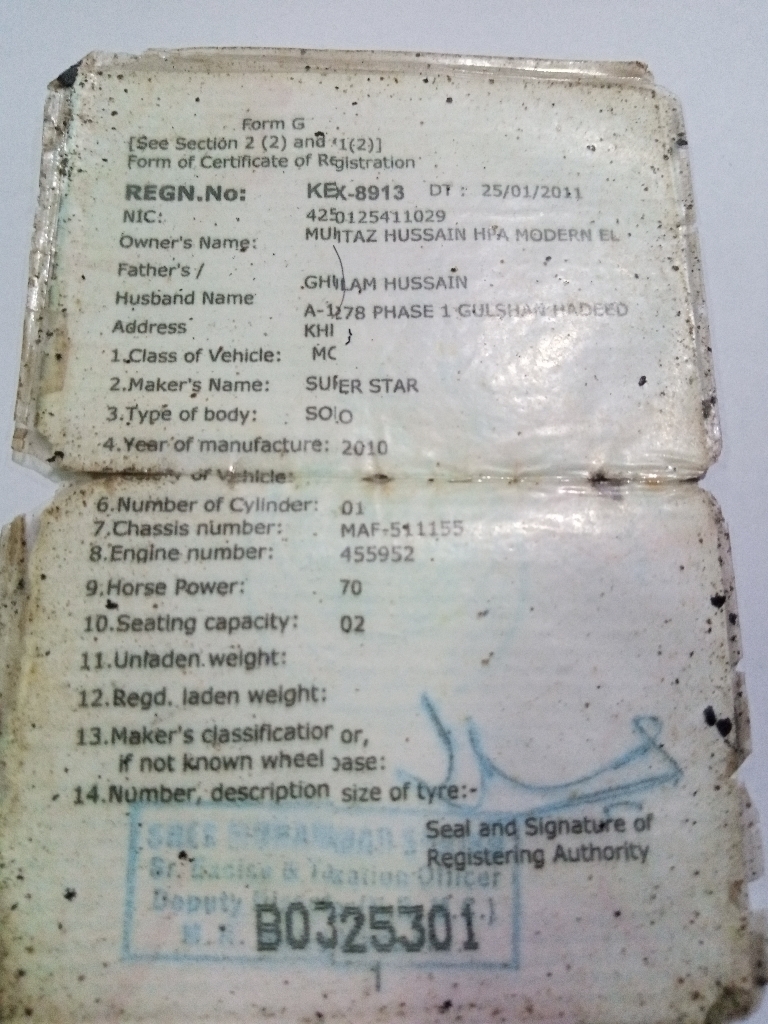 Form G
[See Section 2 (2) and 1(2)]
Form of Certificate of Registration
REGN.No: KEX-8913 DT : 25/01/2011
NIC: 4250125411029
Owner's Name: MUMTAZ HUSSAIN HPA MODERN EL
Father's / Husband Name GHULAM HUSSAIN
Address A-1278 PHASE 1 GULSHAN HADEED
KHI
1.Class of Vehicle: MC
2.Maker's Name: SUPER STAR
3.Type of body: SOLO
4.Year of manufacture: 2010
of Vehicle:
6.Number of Cylinder: 01
7.Chassis number: MAF-511155
8.Engine number: 455952
9.Horse Power: 70
10.Seating capacity: 02
11.Unladen weight:
12.Regd. laden weight:
13.Maker's classification or,
if not known wheel base:
14.Number, description size of tyre:-
Seal and Signature of
Registering Authority
Sr. Excise & Taxation Officer
Deputy
B0325301
1